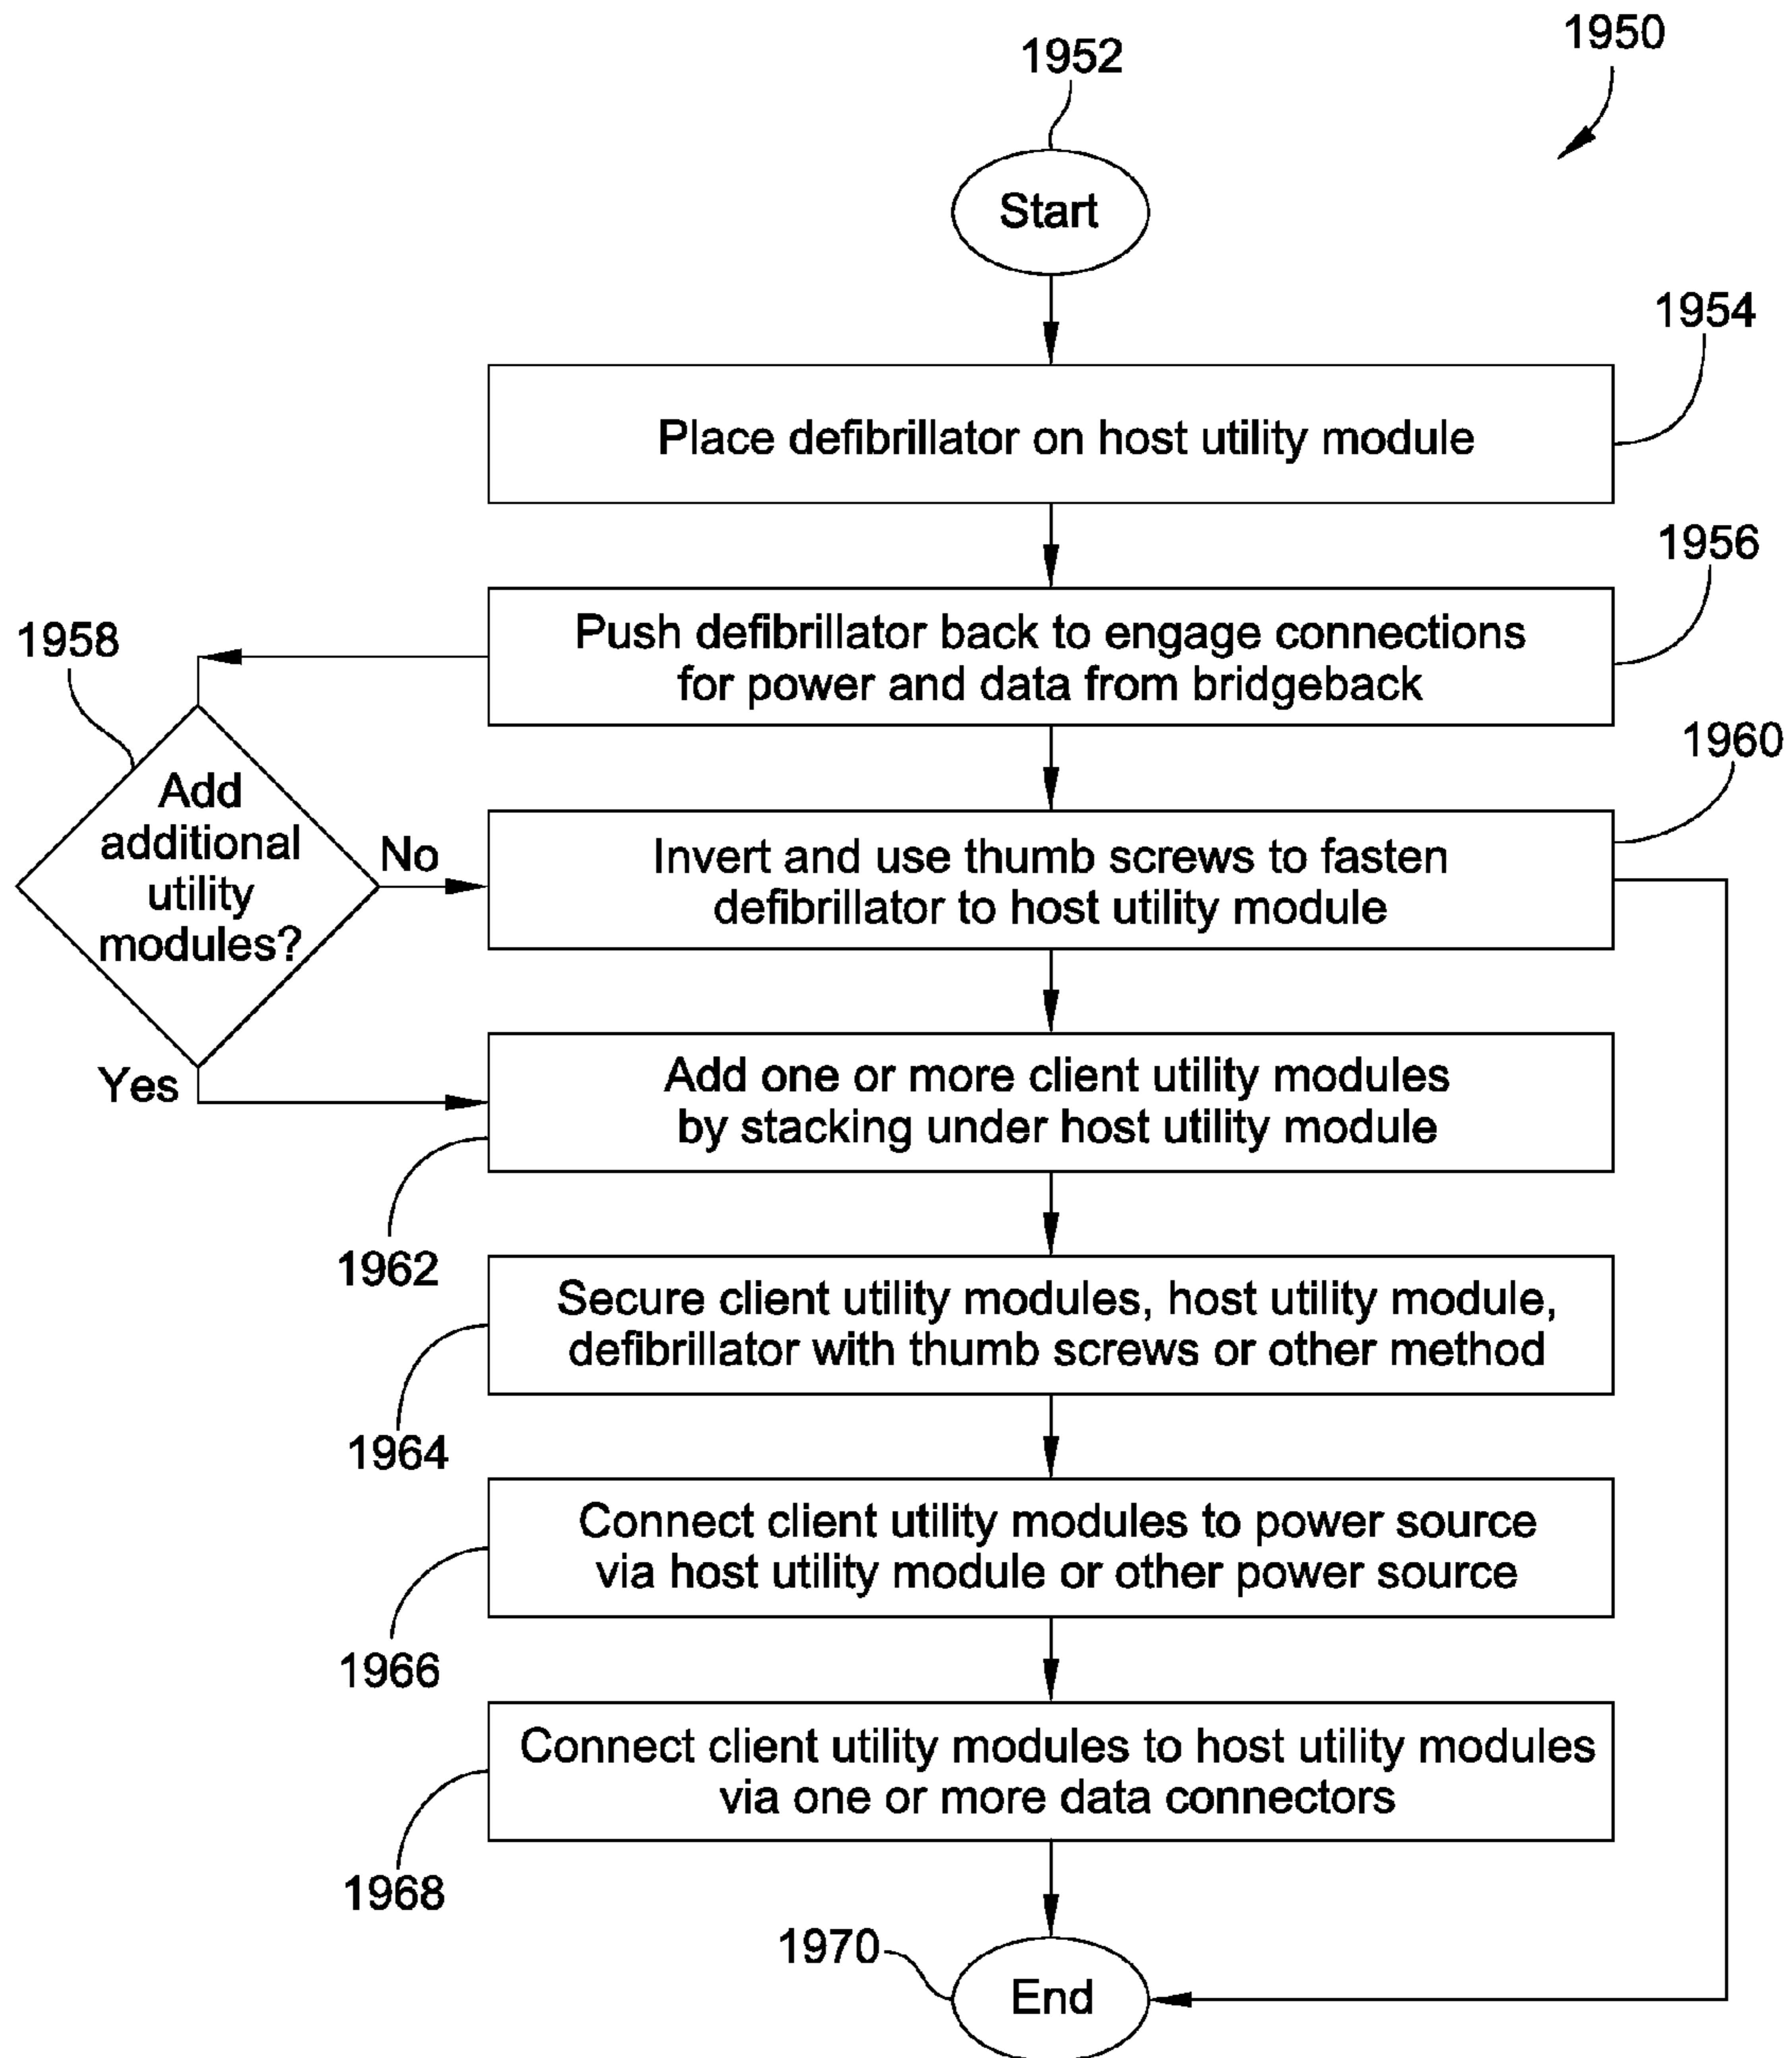 1950
1952
Start
1954
Place defibrillator on host utility module
1956
Push defibrillator back to engage connections
for power and data from bridgeback
1958
Add
additional
utility
modules?
No
Yes
1960
Invert and use thumb screws to fasten
defibrillator to host utility module
Add one or more client utility modules
by stacking under host utility module
1962
Secure client utility modules, host utility module,
defibrillator with thumb screws or other method
1964
Connect client utility modules to power source
via host utility module or other power source
1966
Connect client utility modules to host utility modules
via one or more data connectors
1968
1970
End